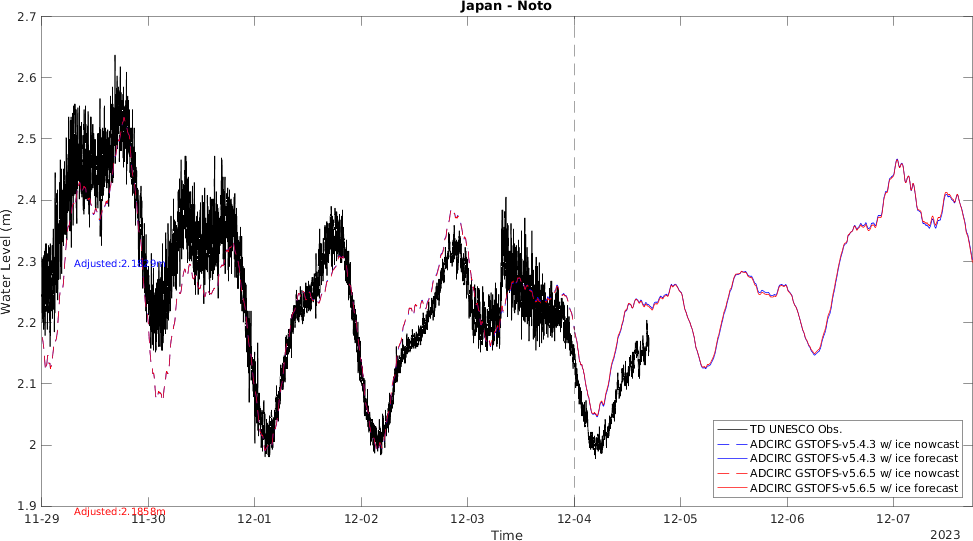 Japan - Noto
2.7
2.6
2.5
2.4
2.3
2.2
2.1
2
1.9
Water Level (m)
Adjusted:2.1829m
Adjusted:2.1858m
TD UNESCO Obs.
ADCIRC GSTOFS-v5.4.3 w/ ice nowcast
ADCIRC GSTOFS-v5.4.3 w/ ice forecast
ADCIRC GSTOFS-v5.6.5 w/ ice nowcast
ADCIRC GSTOFS-v5.6.5 w/ ice forecast
11-29 11-30 12-01 12-02 12-03 12-04 12-05 12-06 12-07
Time
2023